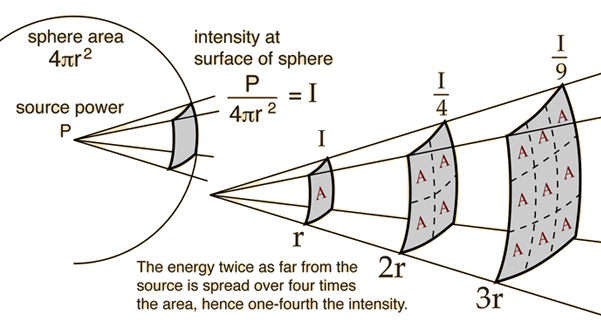 sphere area
4πr²
source power
P
intensity at
surface of sphere
P
4πr² = I
I
A
r
I
4
A
A
A
A
2r
I
9
A
A
A
A
A
A
A
A
A
3r
The energy twice as far from the
source is spread over four times
the area, hence one-fourth the intensity.